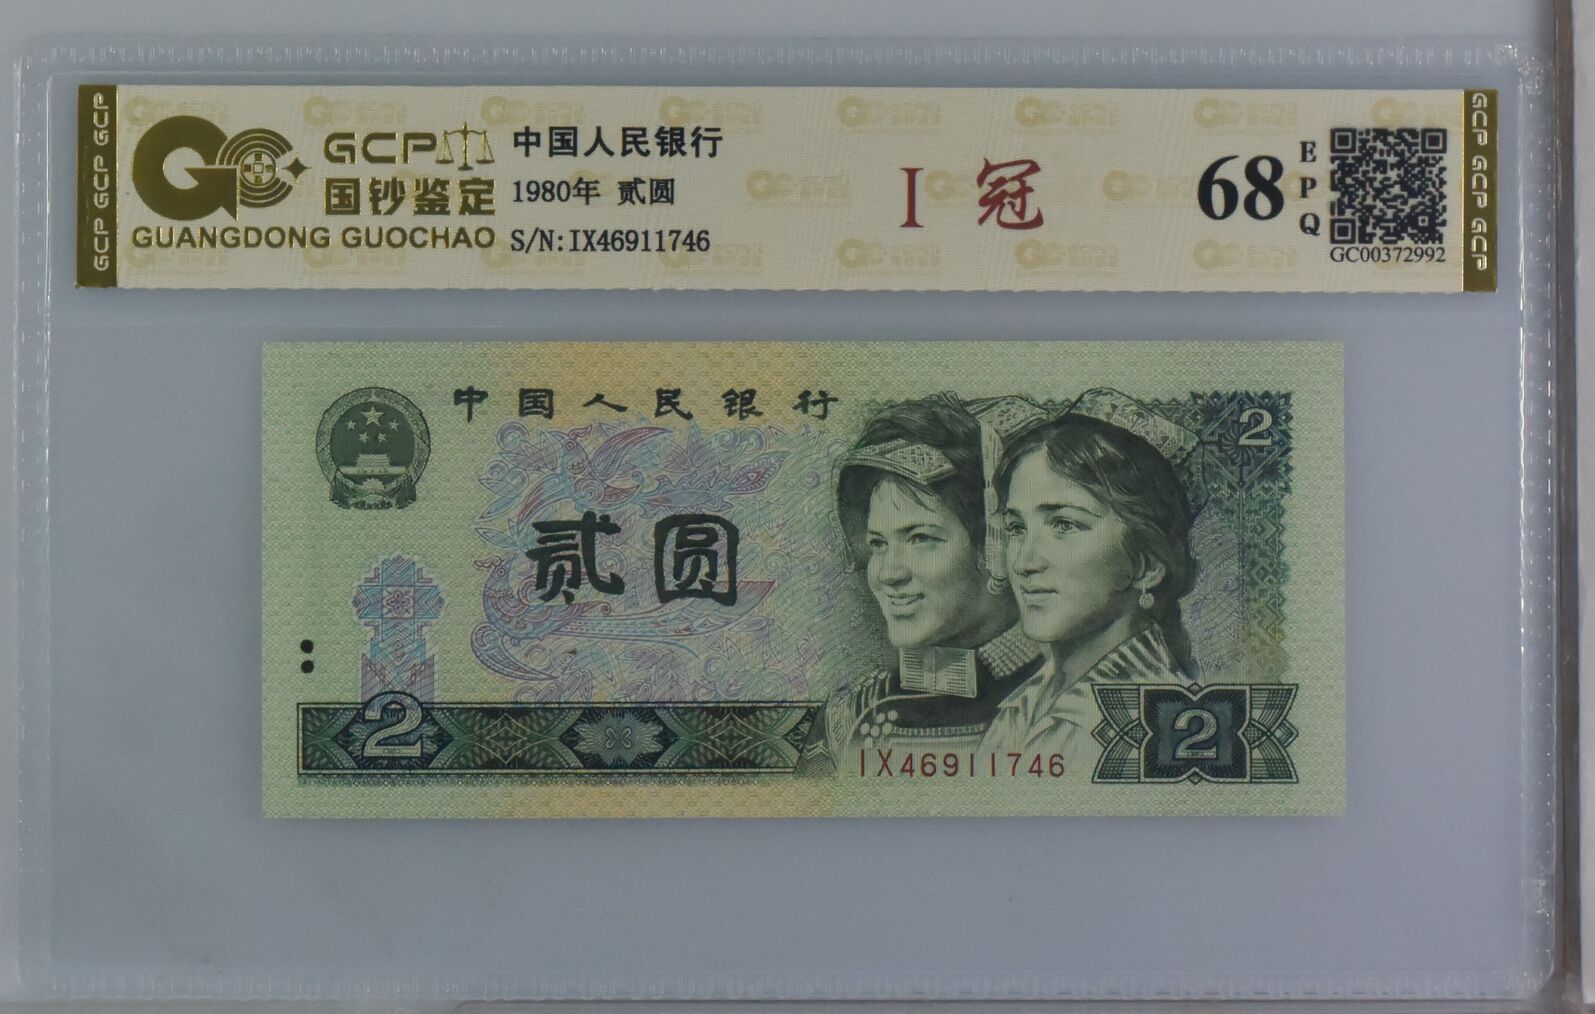 GCP GCP GCP
GCP
国钞鉴定
GUANGDONG GUOCHAO
中国人民银行
1980年 贰圆
S/N:IX46911746
I 冠
68
EPQ
GC00372992
GCP GCP GCP
中国人民银行
2
贰圆
2
IX46911746
2